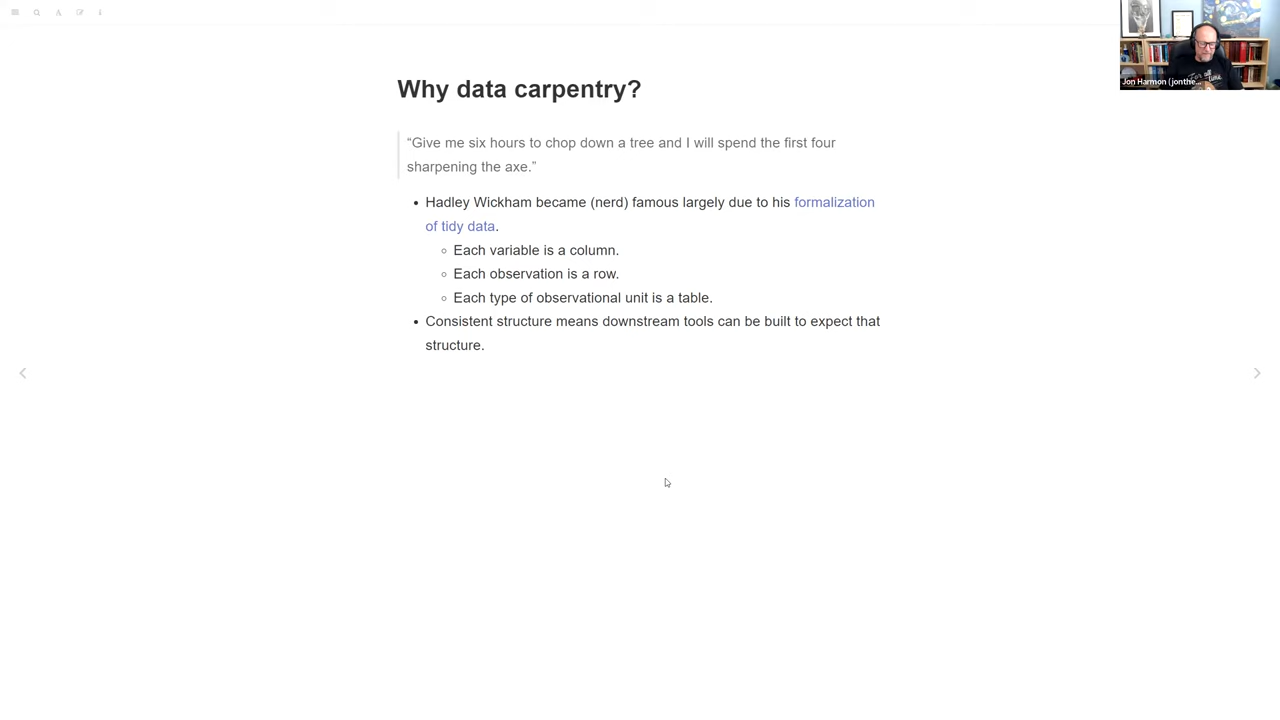 Why data carpentry?
“Give me six hours to chop down a tree and I will spend the first four
sharpening the axe.”
• Hadley Wickham became (nerd) famous largely due to his formalization
of tidy data.
◦ Each variable is a column.
◦ Each observation is a row.
◦ Each type of observational unit is a table.
• Consistent structure means downstream tools can be built to expect that
structure.
Jon Harmon (jonthe...